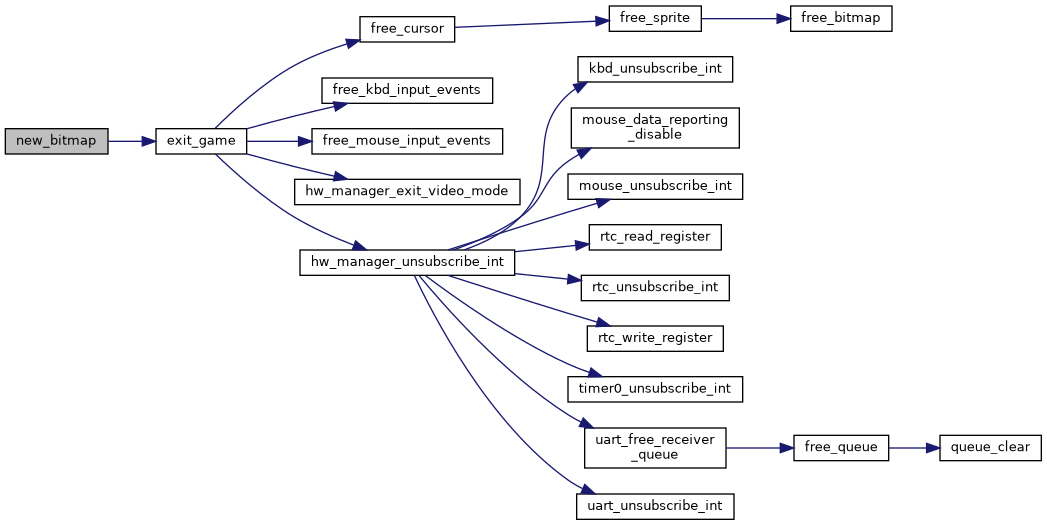 new_bitmap
exit_game
free_cursor
free_sprite
free_bitmap
free_kbd_input_events
free_mouse_input_events
hw_manager_exit_video_mode
hw_manager_unsubscribe_int
kbd_unsubscribe_int
mouse_data_reporting
_disable
mouse_unsubscribe_int
rtc_read_register
rtc_unsubscribe_int
rtc_write_register
timer0_unsubscribe_int
uart_free_receiver
_queue
free_queue
queue_clear
uart_unsubscribe_int